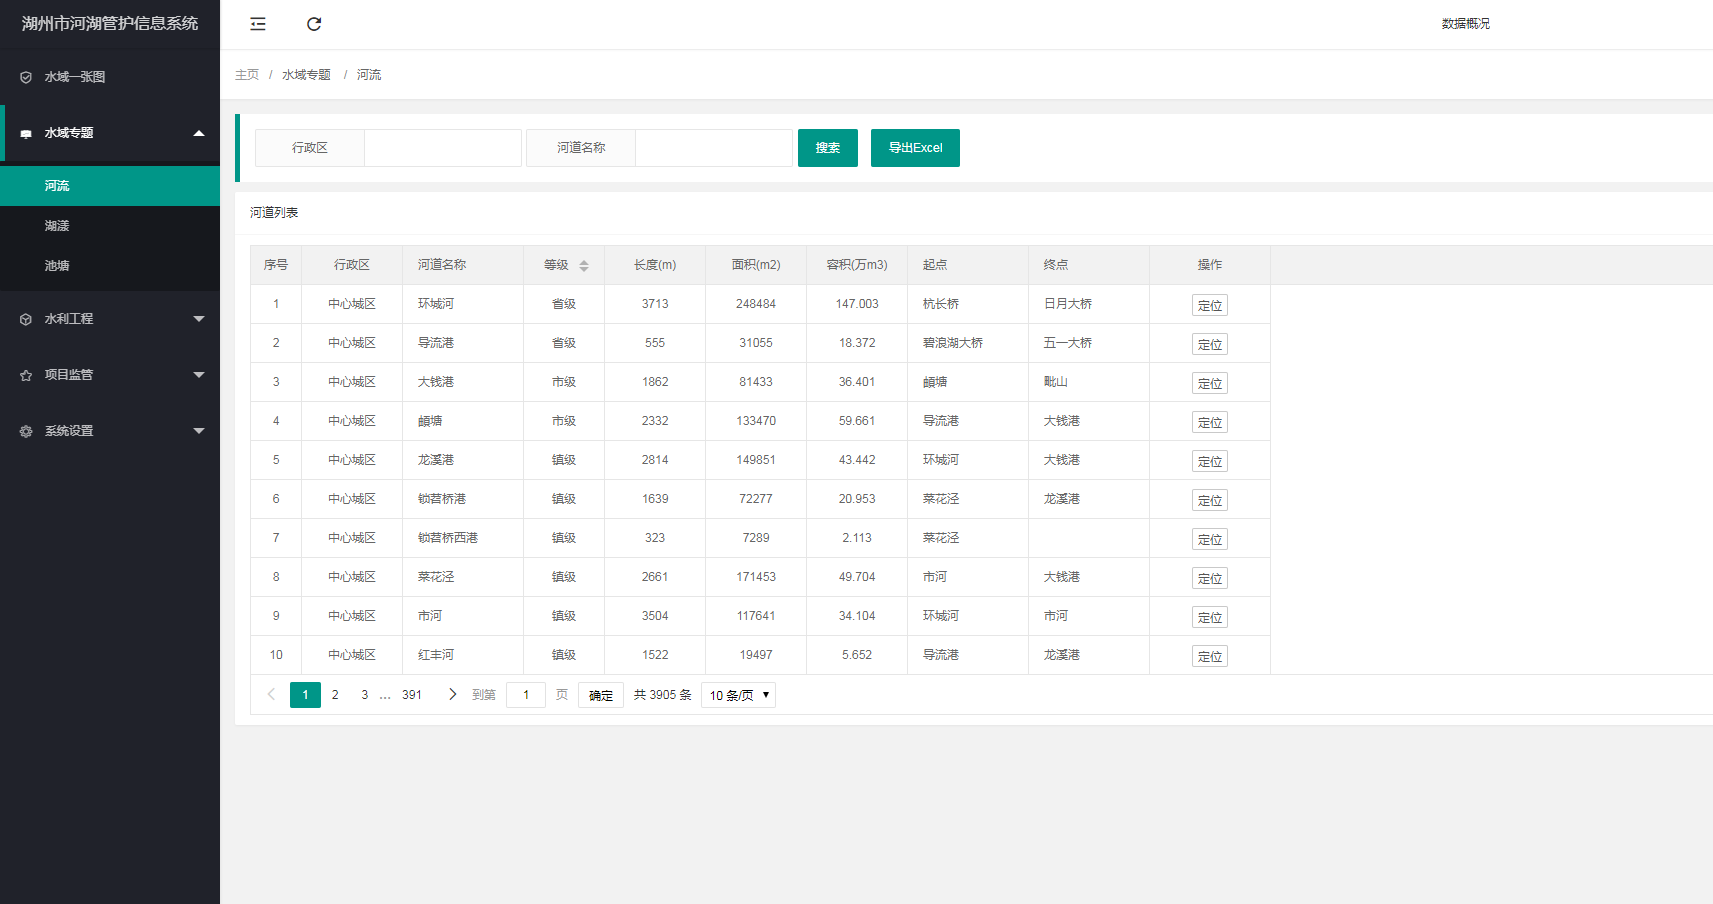 湖州市河湖管护信息系统
数据概况
水域一张图
主页 / 水域专题 / 河流
水域专题
行政区 河道名称 搜索 导出Excel
河流
湖漾
池塘
水利工程
项目监管
系统设置
河道列表
序号 行政区 河道名称 等级 长度(m) 面积(m2) 容积(万m3) 起点 终点 操作
1 中心城区 环城河 省级 3713 248484 147.003 杭长桥 日月大桥 定位
2 中心城区 导流港 省级 555 31055 18.372 碧浪湖大桥 五一大桥 定位
3 中心城区 大钱港 市级 1862 81433 36.401 頔塘 毗山 定位
4 中心城区 頔塘 市级 2332 133470 59.661 导流港 大钱港 定位
5 中心城区 龙溪港 镇级 2814 149851 43.442 环城河 大钱港 定位
6 中心城区 锁苕桥港 镇级 1639 72277 20.953 菜花泾 龙溪港 定位
7 中心城区 锁苕桥西港 镇级 323 7289 2.113 菜花泾 定位
8 中心城区 菜花泾 镇级 2661 171453 49.704 市河 大钱港 定位
9 中心城区 市河 镇级 3504 117641 34.104 环城河 市河 定位
10 中心城区 红丰河 镇级 1522 19497 5.652 导流港 龙溪港 定位
1 2 3 … 391 到第 1 页 确定 共 3905 条 10 条/页